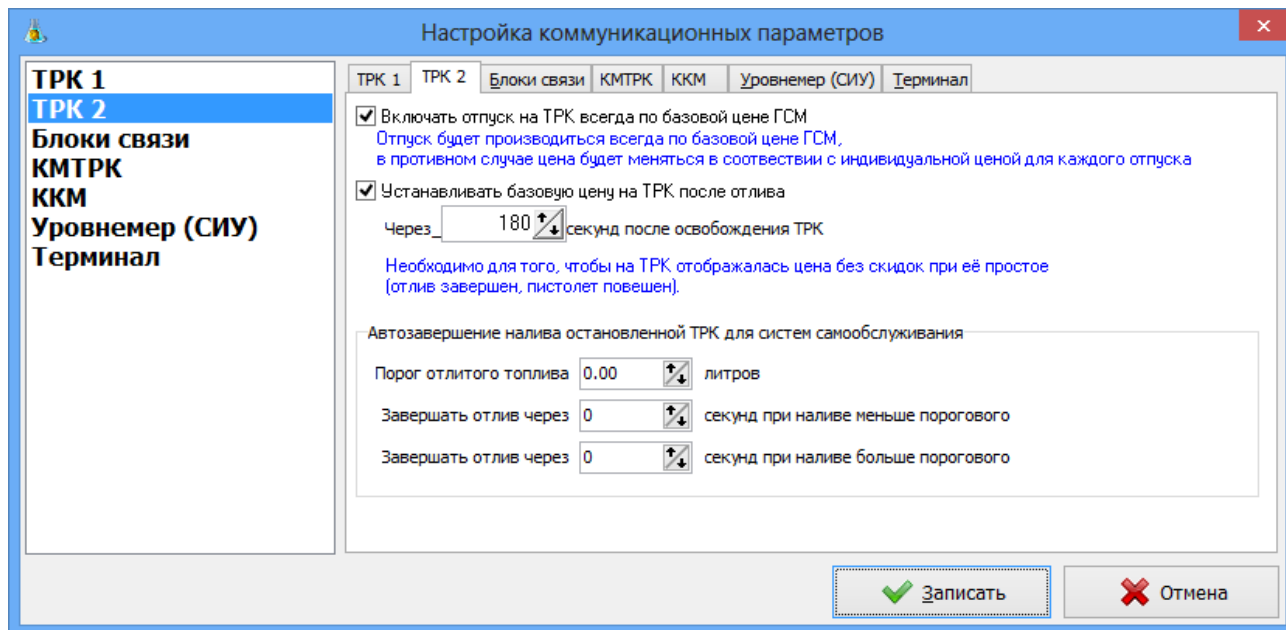 Настройка коммуникационных параметров
ТРК 1
ТРК 2
Блоки связи
КМТРК
ККМ
Уровнемер (СИУ)
Терминал
ТРК 1 ТРК 2 Блоки связи КМТРК ККМ Уровнемер (СИУ) Терминал
Включать отпуск на ТРК всегда по базовой цене ГСМ
Отпуск будет производиться всегда по базовой цене ГСМ,
в противном случае цена будет меняться в соотвествии с индивидуальной ценой для каждого отпуска
Устанавливать базовую цену на ТРК после отлива
Через_ 180 секунд после освобождения ТРК
Необходимо для того, чтобы на ТРК отображалась цена без скидок при её простое
(отлив завершен, пистолет повешен).
Автозавершение налива остановленной ТРК для систем самообслуживания
Порог отлитого топлива 0.00 литров
Завершать отлив через 0 секунд при наливе меньше порогового
Завершать отлив через 0 секунд при наливе больше порогового
Записать Отмена